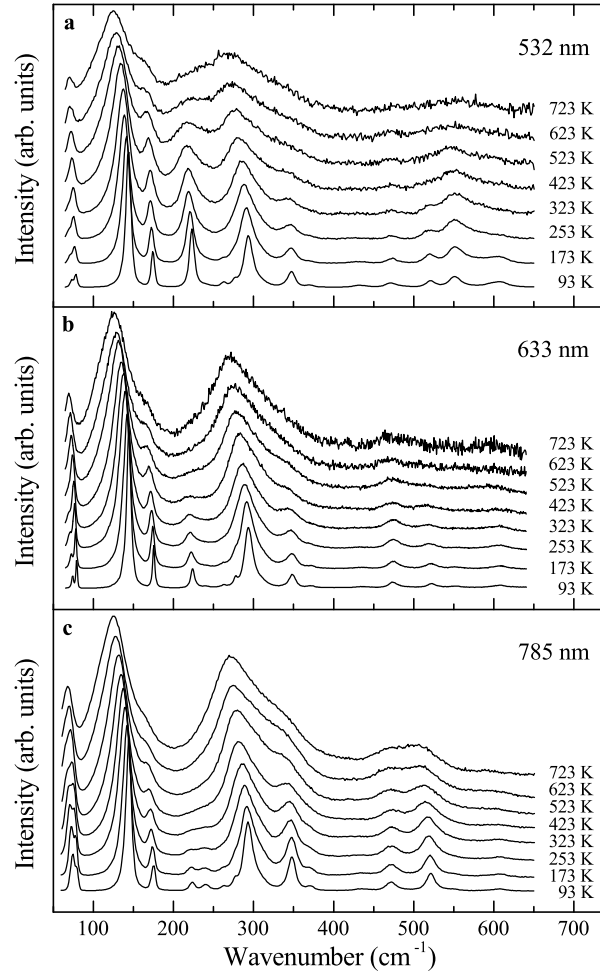 a
532 nm
Intensity (arb. units)
723 K
623 K
523 K
423 K
323 K
253 K
173 K
93 K
b
633 nm
Intensity (arb. units)
723 K
623 K
523 K
423 K
323 K
253 K
173 K
93 K
c
785 nm
Intensity (arb. units)
723 K
623 K
523 K
423 K
323 K
253 K
173 K
93 K
100 200 300 400 500 600 700
Wavenumber (cm⁻¹)